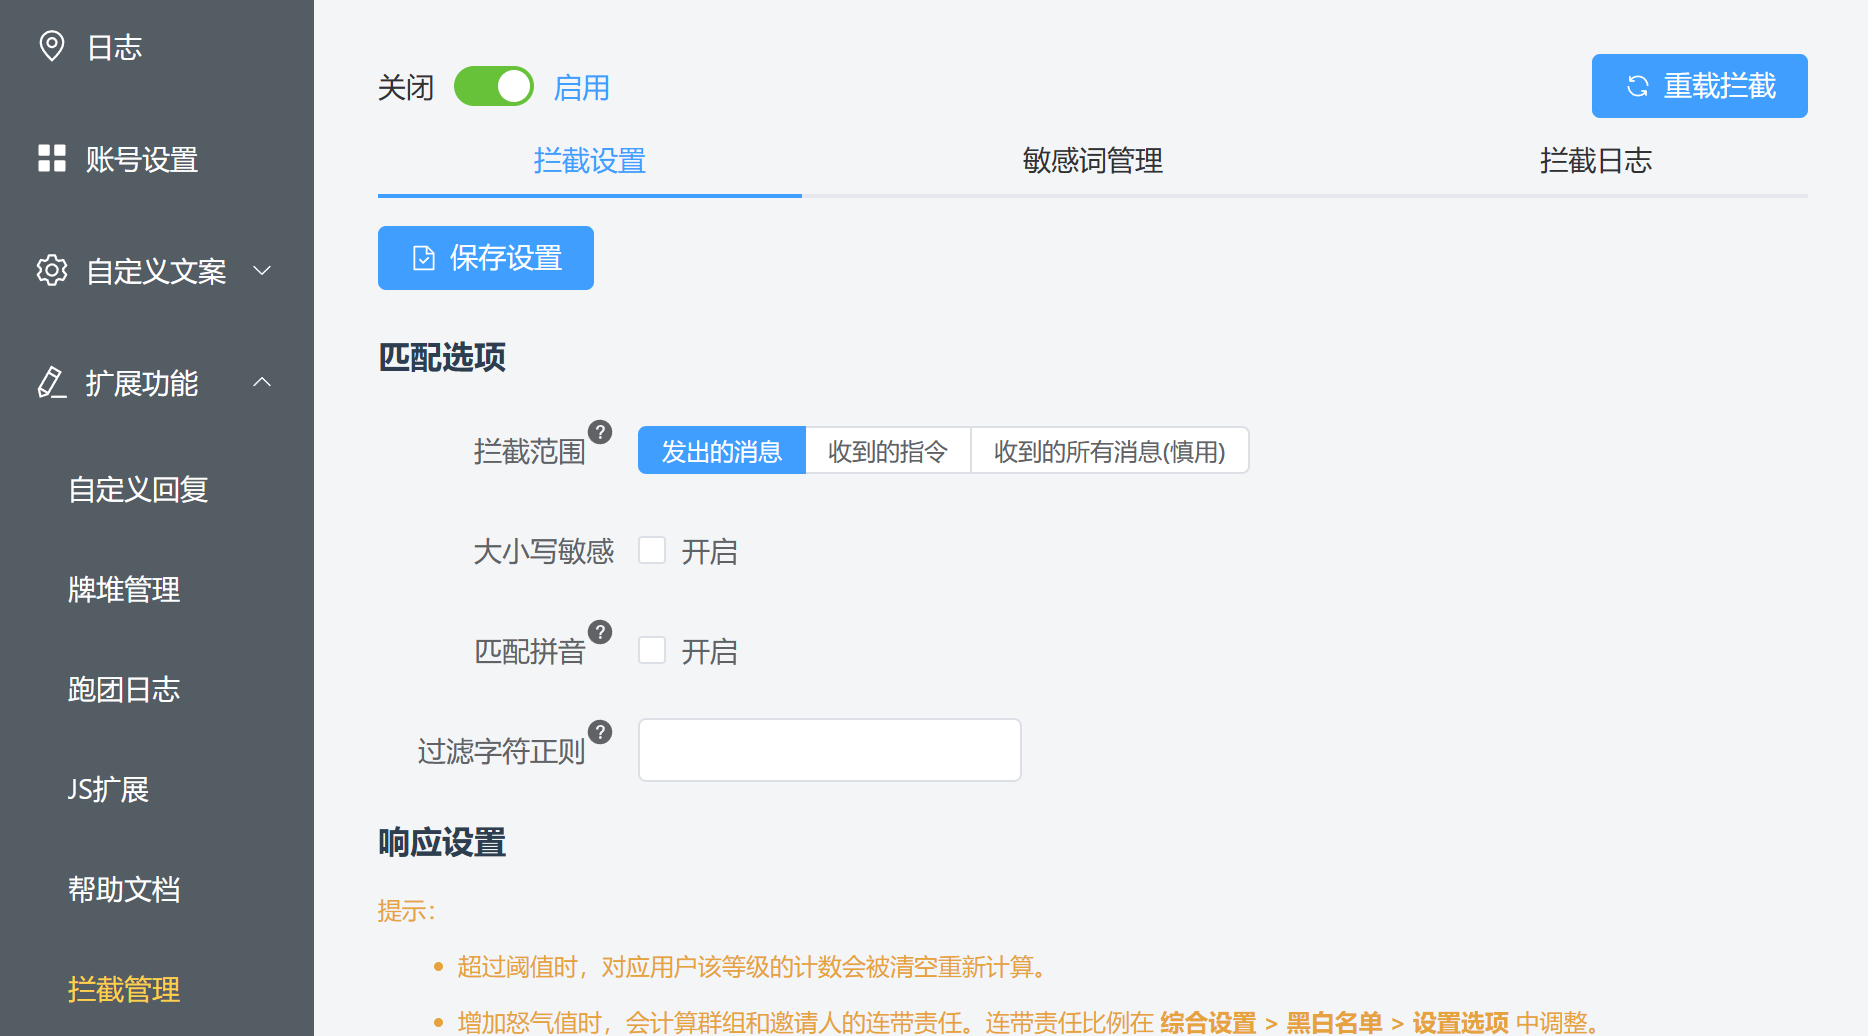 日志
账号设置
自定义文案
扩展功能
自定义回复
牌堆管理
跑团日志
JS扩展
帮助文档
拦截管理
关闭 启用
重载拦截
拦截设置 敏感词管理 拦截日志
保存设置
匹配选项
拦截范围 ? 发出的消息 收到的指令 收到的所有消息(慎用)
大小写敏感 开启
匹配拼音 ? 开启
过滤字符正则 ?
响应设置
提示：
超过阈值时，对应用户该等级的计数会被清空重新计算。
增加怒气值时，会计算群组和邀请人的连带责任。连带责任比例在 综合设置 > 黑白名单 > 设置选项 中调整。